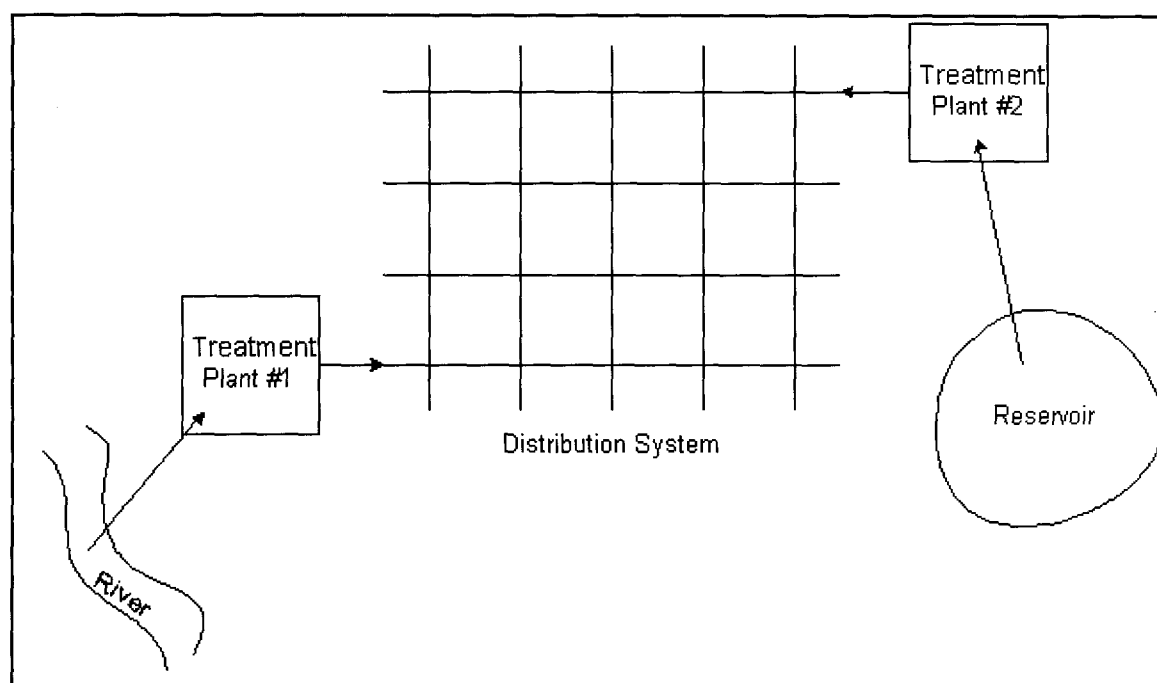 Treatment
Plant #2
Treatment
Plant #1
Reservoir
Distribution System
River